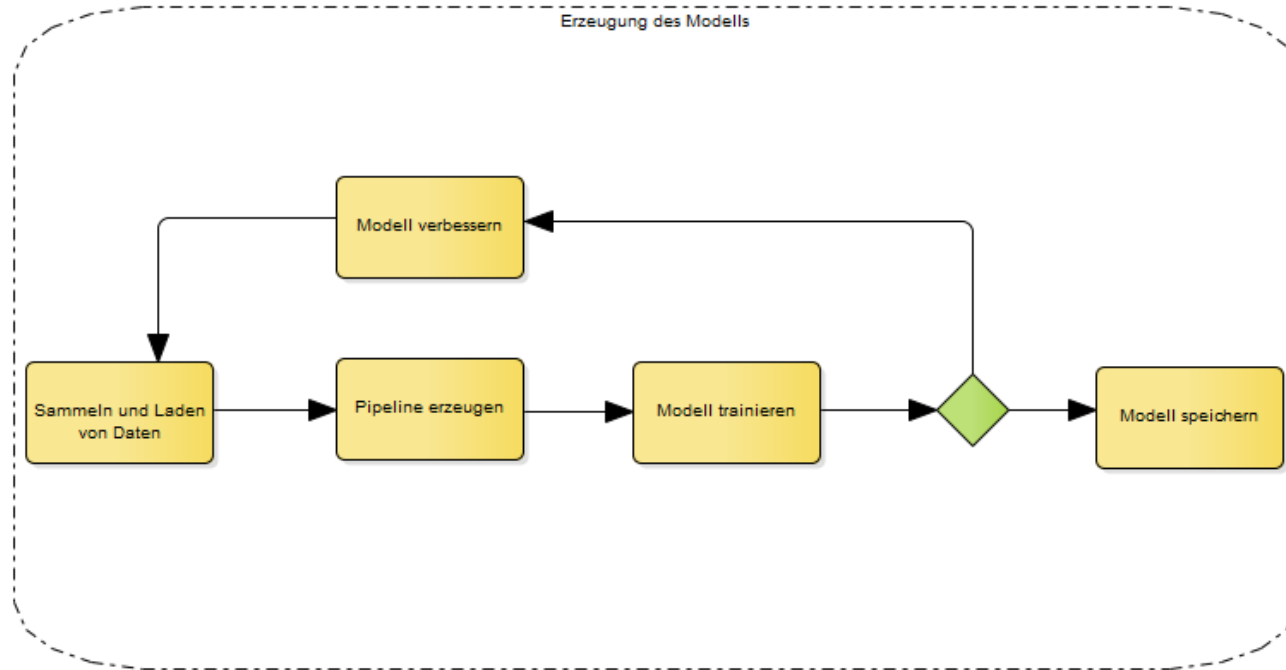 Erzeugung des Modells
Modell verbessern
Sammeln und Laden
von Daten
Pipeline erzeugen
Modell trainieren
Modell speichern